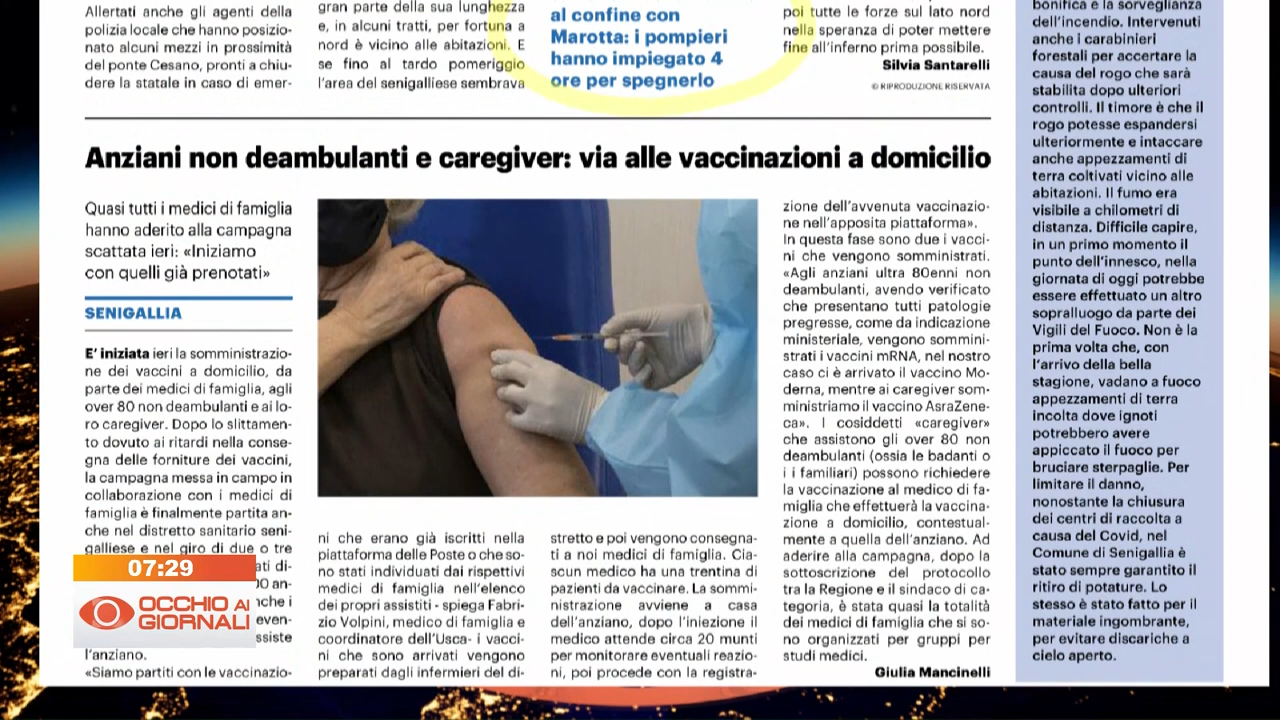 Allertati anche gli agenti della
polizia locale che hanno posizio-
nato alcuni mezzi in prossimità
del ponte Cesano, pronti a chiu-
dere la statale in caso di emer-
gran parte della sua lunghezza
e, in alcuni tratti, per fortuna a
nord è vicino alle abitazioni. E
se fino al tardo pomeriggio
l'area del senigalliese sembrava
al confine con
Marotta: i pompieri
hanno impiegato 4
ore per spegnerlo
poi tutte le forze sul lato nord
nella speranza di poter mettere
fine all'inferno prima possibile.
Silvia Santarelli
© RIPRODUZIONE RISERVATA
Anziani non deambulanti e caregiver: via alle vaccinazioni a domicilio
Quasi tutti i medici di famiglia
hanno aderito alla campagna
scattata ieri: «Iniziamo
con quelli già prenotati»
SENIGALLIA
E' iniziata ieri la somministrazio-
ne dei vaccini a domicilio, da
parte dei medici di famiglia, agli
over 80 non deambulanti e ai lo-
ro caregiver. Dopo lo slittamen-
to dovuto ai ritardi nella conse-
gna delle forniture dei vaccini,
la campagna messa in campo in
collaborazione con i medici di
famiglia è finalmente partita an-
che nel distretto sanitario seni-
galliese e nel giro di due o tre
ati di-
00 an-
nche i
even-
ssiste
l'anziano.
«Siamo partiti con le vaccinazio-
ni che erano già iscritti nella
piattaforma delle Poste o che so-
no stati individuati dai rispettivi
medici di famiglia nell'elenco
dei propri assistiti - spiega Fabri-
zio Volpini, medico di famiglia e
coordinatore dell'Usca- i vacci-
ni che sono arrivati vengono
preparati dagli infermieri del di-
stretto e poi vengono consegna-
ti a noi medici di famiglia. Cia-
scun medico ha una trentina di
pazienti da vaccinare. La sommi-
nistrazione avviene a casa
dell'anziano, dopo l'iniezione il
medico attende circa 20 munti
per monitorare eventuali reazio-
ni, poi procede con la registra-
zione dell'avvenuta vaccinazio-
ne nell'apposita piattaforma».
In questa fase sono due i vacci-
ni che vengono somministrati.
«Agli anziani ultra 80enni non
deambulanti, avendo verificato
che presentano tutti patologie
pregresse, come da indicazione
ministeriale, vengono sommini-
strati i vaccini mRNA, nel nostro
caso ci è arrivato il vaccino Mo-
derna, mentre ai caregiver som-
ministriamo il vaccino AsraZene-
ca». I cosiddetti «caregiver»
che assistono gli over 80 non
deambulanti (ossia le badanti o
i i familiari) possono richiedere
la vaccinazione al medico di fa-
miglia che effettuerà la vaccina-
zione a domicilio, contestual-
mente a quella dell'anziano. Ad
aderire alla campagna, dopo la
sottoscrizione del protocollo
tra la Regione e il sindaco di ca-
tegoria, è stata quasi la totalità
dei medici di famiglia che si so-
no organizzati per gruppi per
studi medici.
Giulia Mancinelli
bonifica e la sorveglianza
dell'incendio. Intervenuti
anche i carabinieri
forestali per accertare la
causa del rogo che sarà
stabilita dopo ulteriori
controlli. Il timore è che il
rogo potesse espandersi
ulteriormente e intaccare
anche appezzamenti di
terra coltivati vicino alle
abitazioni. Il fumo era
visibile a chilometri di
distanza. Difficile capire,
in un primo momento il
punto dell'innesco, nella
giornata di oggi potrebbe
essere effettuato un altro
sopralluogo da parte dei
Vigili del Fuoco. Non è la
prima volta che, con
l'arrivo della bella
stagione, vadano a fuoco
appezzamenti di terra
incolta dove ignoti
potrebbero avere
appiccato il fuoco per
bruciare sterpaglie. Per
limitare il danno,
nonostante la chiusura
dei centri di raccolta a
causa del Covid, nel
Comune di Senigallia è
stato sempre garantito il
ritiro di potature. Lo
stesso è stato fatto per il
materiale ingombrante,
per evitare discariche a
cielo aperto.
07:29
OCCHIO AI
GIORNALI